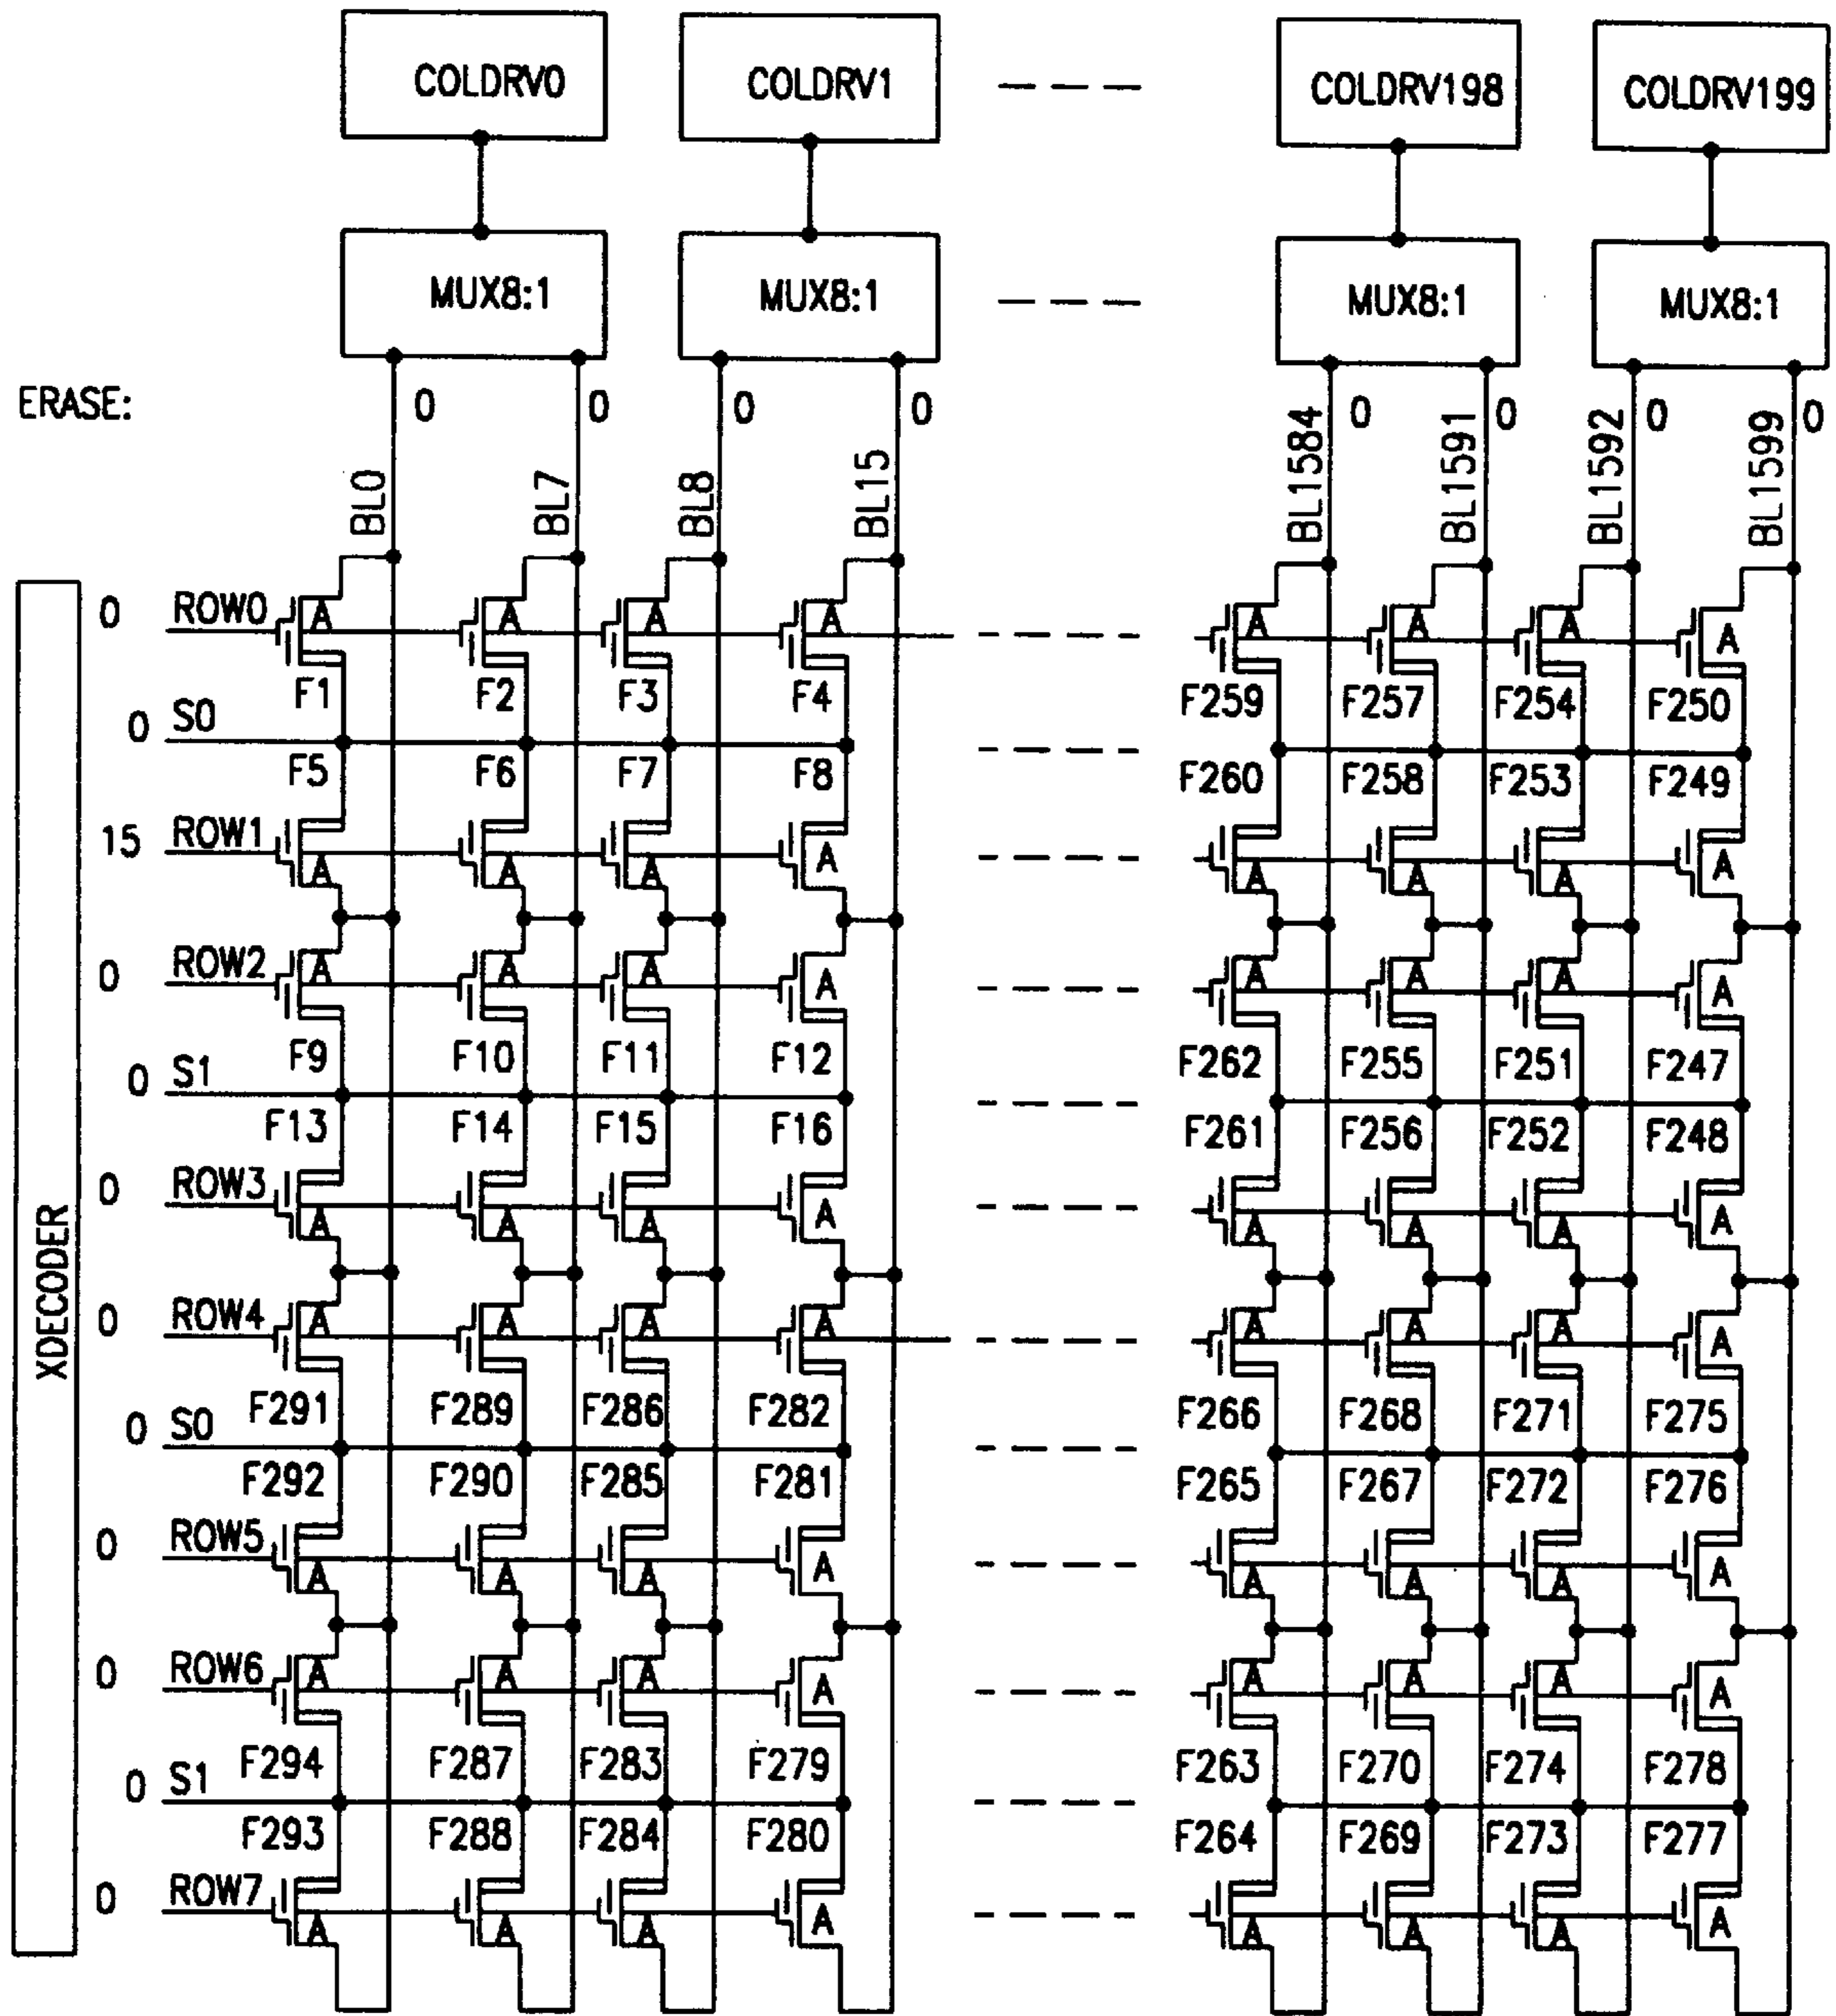 COLDRV0 COLDRV1 COLDRV198 COLDRV199
MUX8:1 MUX8:1 MUX8:1 MUX8:1
ERASE: 0 0 0 0 0 0 0 0
BL0 BL7 BL8 BL15 BL1584 BL1591 BL1592 BL1599
XDECODER
0 ROW0 A A A A A A A A
F1 F2 F3 F4 F259 F257 F254 F250
0 S0
F5 F6 F7 F8 F260 F258 F253 F249
15 ROW1 A A A A A A A A
0 ROW2 A A A A A A A A
F9 F10 F11 F12 F262 F255 F251 F247
0 S1
F13 F14 F15 F16 F261 F256 F252 F248
0 ROW3 A A A A A A A A
0 ROW4 A A A A A A A A
F291 F289 F286 F282 F266 F268 F271 F275
0 S0
F292 F290 F285 F281 F265 F267 F272 F276
0 ROW5 A A A A A A A A
0 ROW6 A A A A A A A A
F294 F287 F283 F279 F263 F270 F274 F278
0 S1
F293 F288 F284 F280 F264 F269 F273 F277
0 ROW7 A A A A A A A A